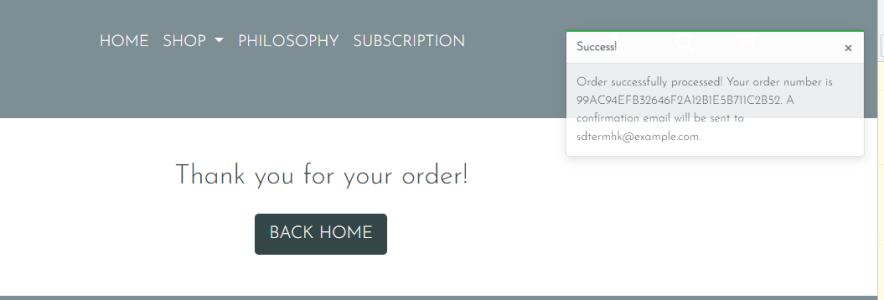 HOME SHOP PHILOSOPHY SUBSCRIPTION
Success! ×
Order successfully processed! Your order number is
99AC94EFB32646F2A12B1E5B711C2B52. A
confirmation email will be sent to
sdtermhk@example.com.
Thank you for your order!
BACK HOME